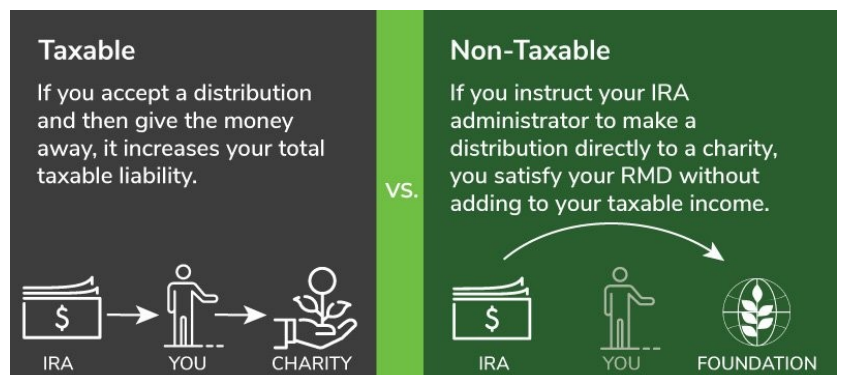 Taxable
If you accept a distribution
and then give the money
away, it increases your total
taxable liability.
$
IRA
YOU
CHARITY
VS.
Non-Taxable
If you instruct your IRA
administrator to make a
distribution directly to a charity,
you satisfy your RMD without
adding to your taxable income.
$
IRA
YOU
FOUNDATION